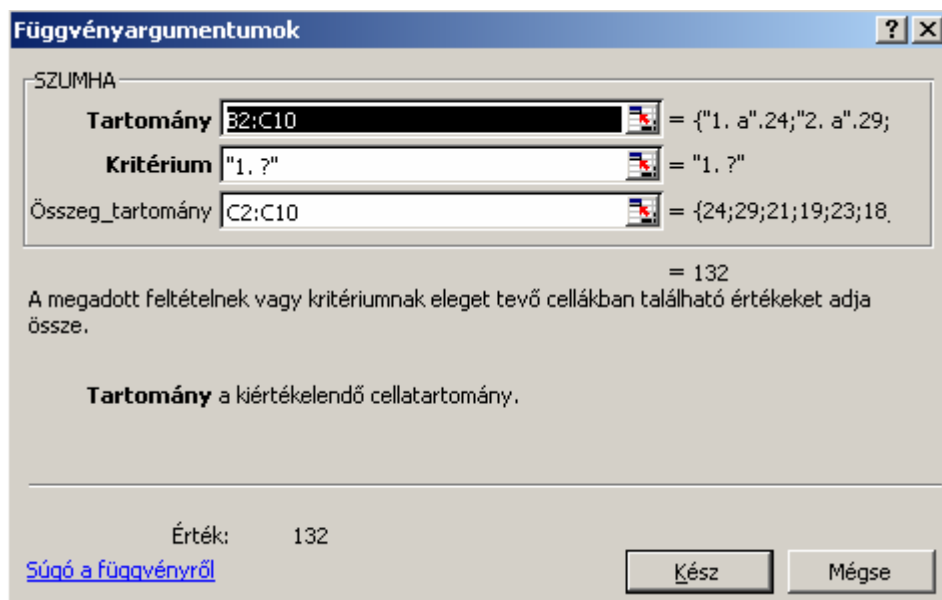 Függvényargumentumok
SZUMHA
Tartomány B2:C10 = {"1. a".24;"2. a".29;
Kritérium "1. ?" = "1. ?"
Összeg_tartomány C2:C10 = {24;29;21;19;23;18
= 132
A megadott feltételnek vagy kritériumnak eleget tevő cellákban található értékeket adja
össze.
Tartomány a kiértékelendő cellatartomány.
Érték: 132
Súgó a függvényről Kész Mégse